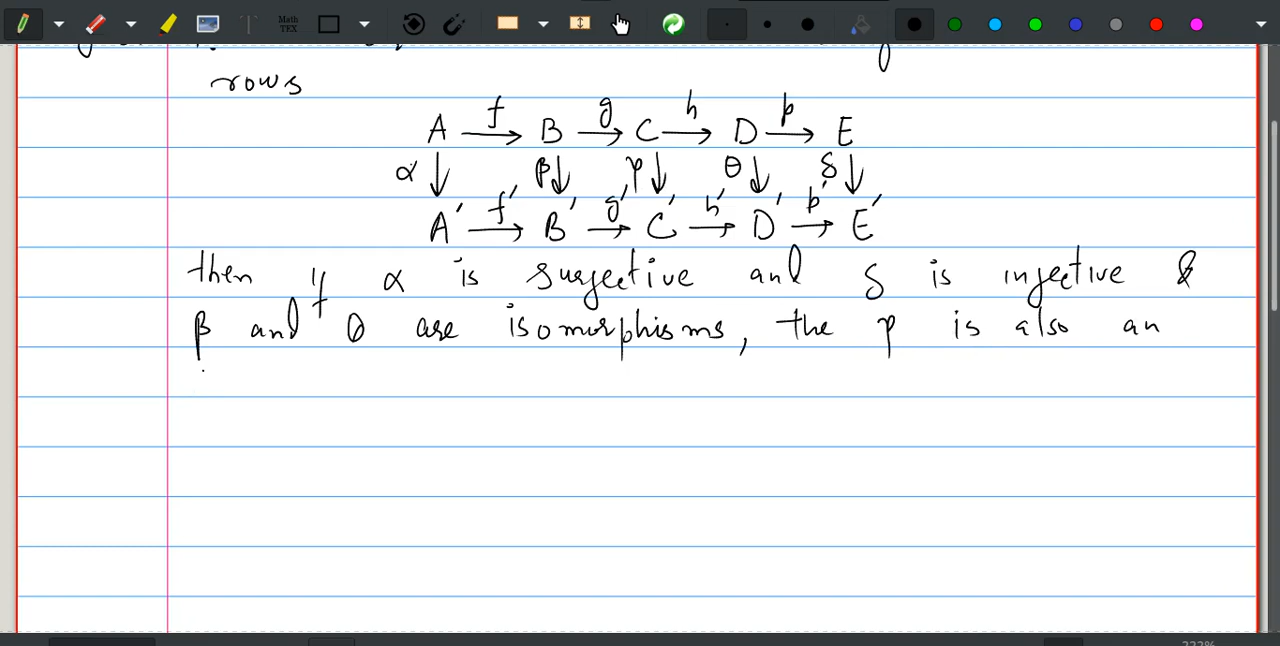 rows
A →f B →g C →h D →p E
α↓ β↓ γ↓ θ↓ δ↓
A′ →f′ B′ →g′ C′ →h′ D′ →p′ E′
then if α is surjective and δ is injective &
β and θ are isomorphisms, the γ is also an